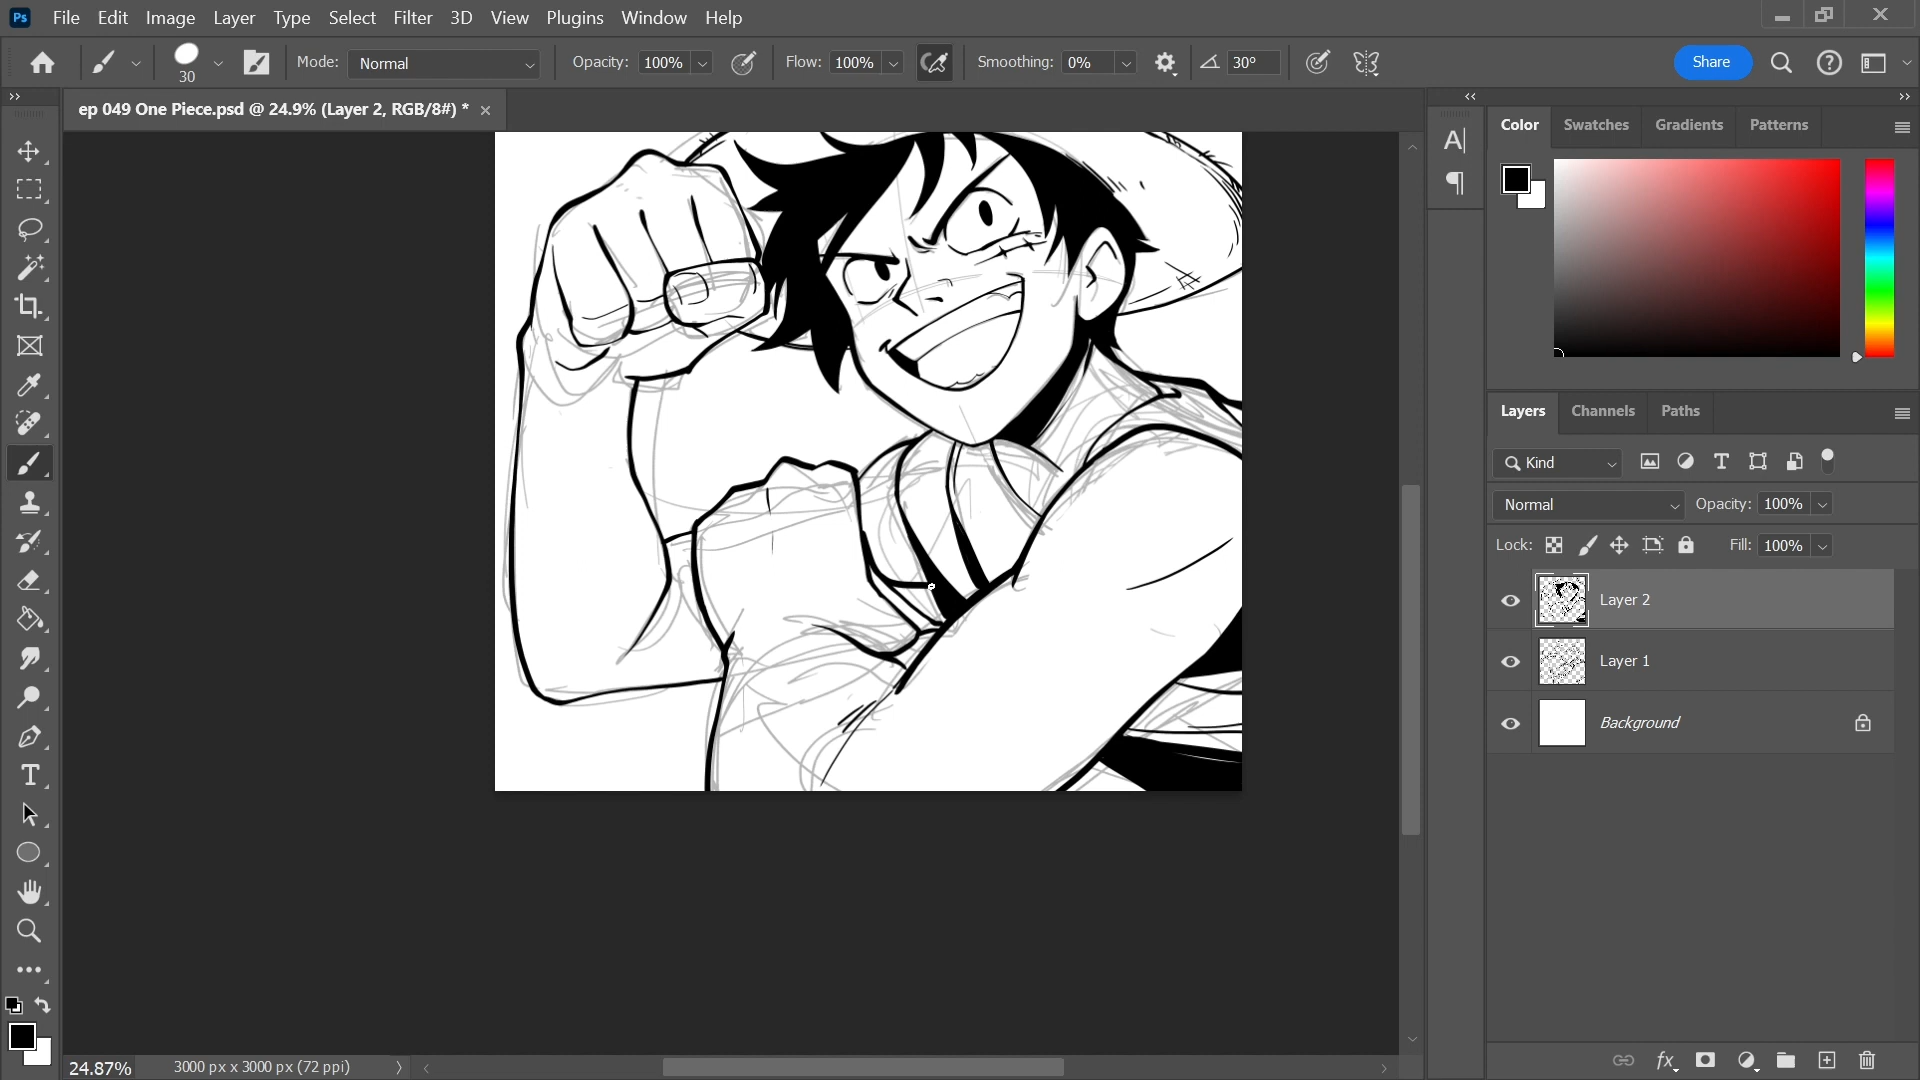 Ps File Edit Image Layer Type Select Filter 3D View Plugins Window Help
30 Mode: Normal Opacity: 100% Flow: 100% Smoothing: 0% 30° Share
ep 049 One Piece.psd @ 24.9% (Layer 2, RGB/8#) *
Color Swatches Gradients Patterns
Layers Channels Paths
Kind
Normal Opacity: 100%
Lock: Fill: 100%
Layer 2
Layer 1
Background
24.87% 3000 px x 3000 px (72 ppi)